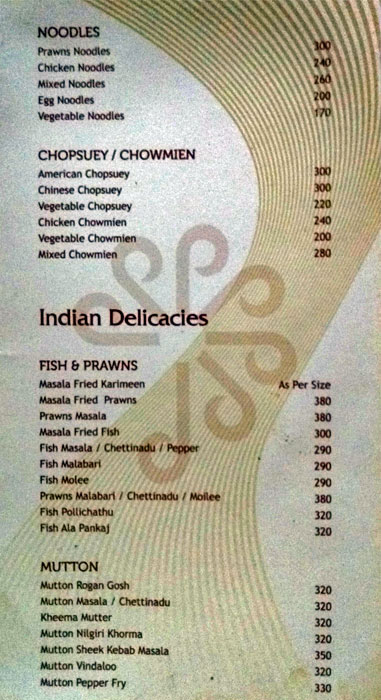 NOODLES
Prawns Noodles 300
Chicken Noodles 240
Mixed Noodles 260
Egg Noodles 200
Vegetable Noodles 170
CHOPSUEY / CHOWMIEN
American Chopsuey 300
Chinese Chopsuey 300
Vegetable Chopsuey 220
Chicken Chowmien 240
Vegetable Chowmien 200
Mixed Chowmien 280
Indian Delicacies
FISH & PRAWNS
Masala Fried Karimeen As Per Size
Masala Fried Prawns 380
Prawns Masala 380
Masala Fried Fish 300
Fish Masala / Chettinadu / Pepper 290
Fish Malabari 290
Fish Molee 290
Prawns Malabari / Chettinadu / Moilee 380
Fish Pollichathu 320
Fish Ala Pankaj 320
MUTTON
Mutton Rogan Gosh 320
Mutton Masala / Chettinadu 320
Kheema Mutter 320
Mutton Nilgiri Khorma 320
Mutton Sheek Kebab Masala 350
Mutton Vindaloo 320
Mutton Pepper Fry 330